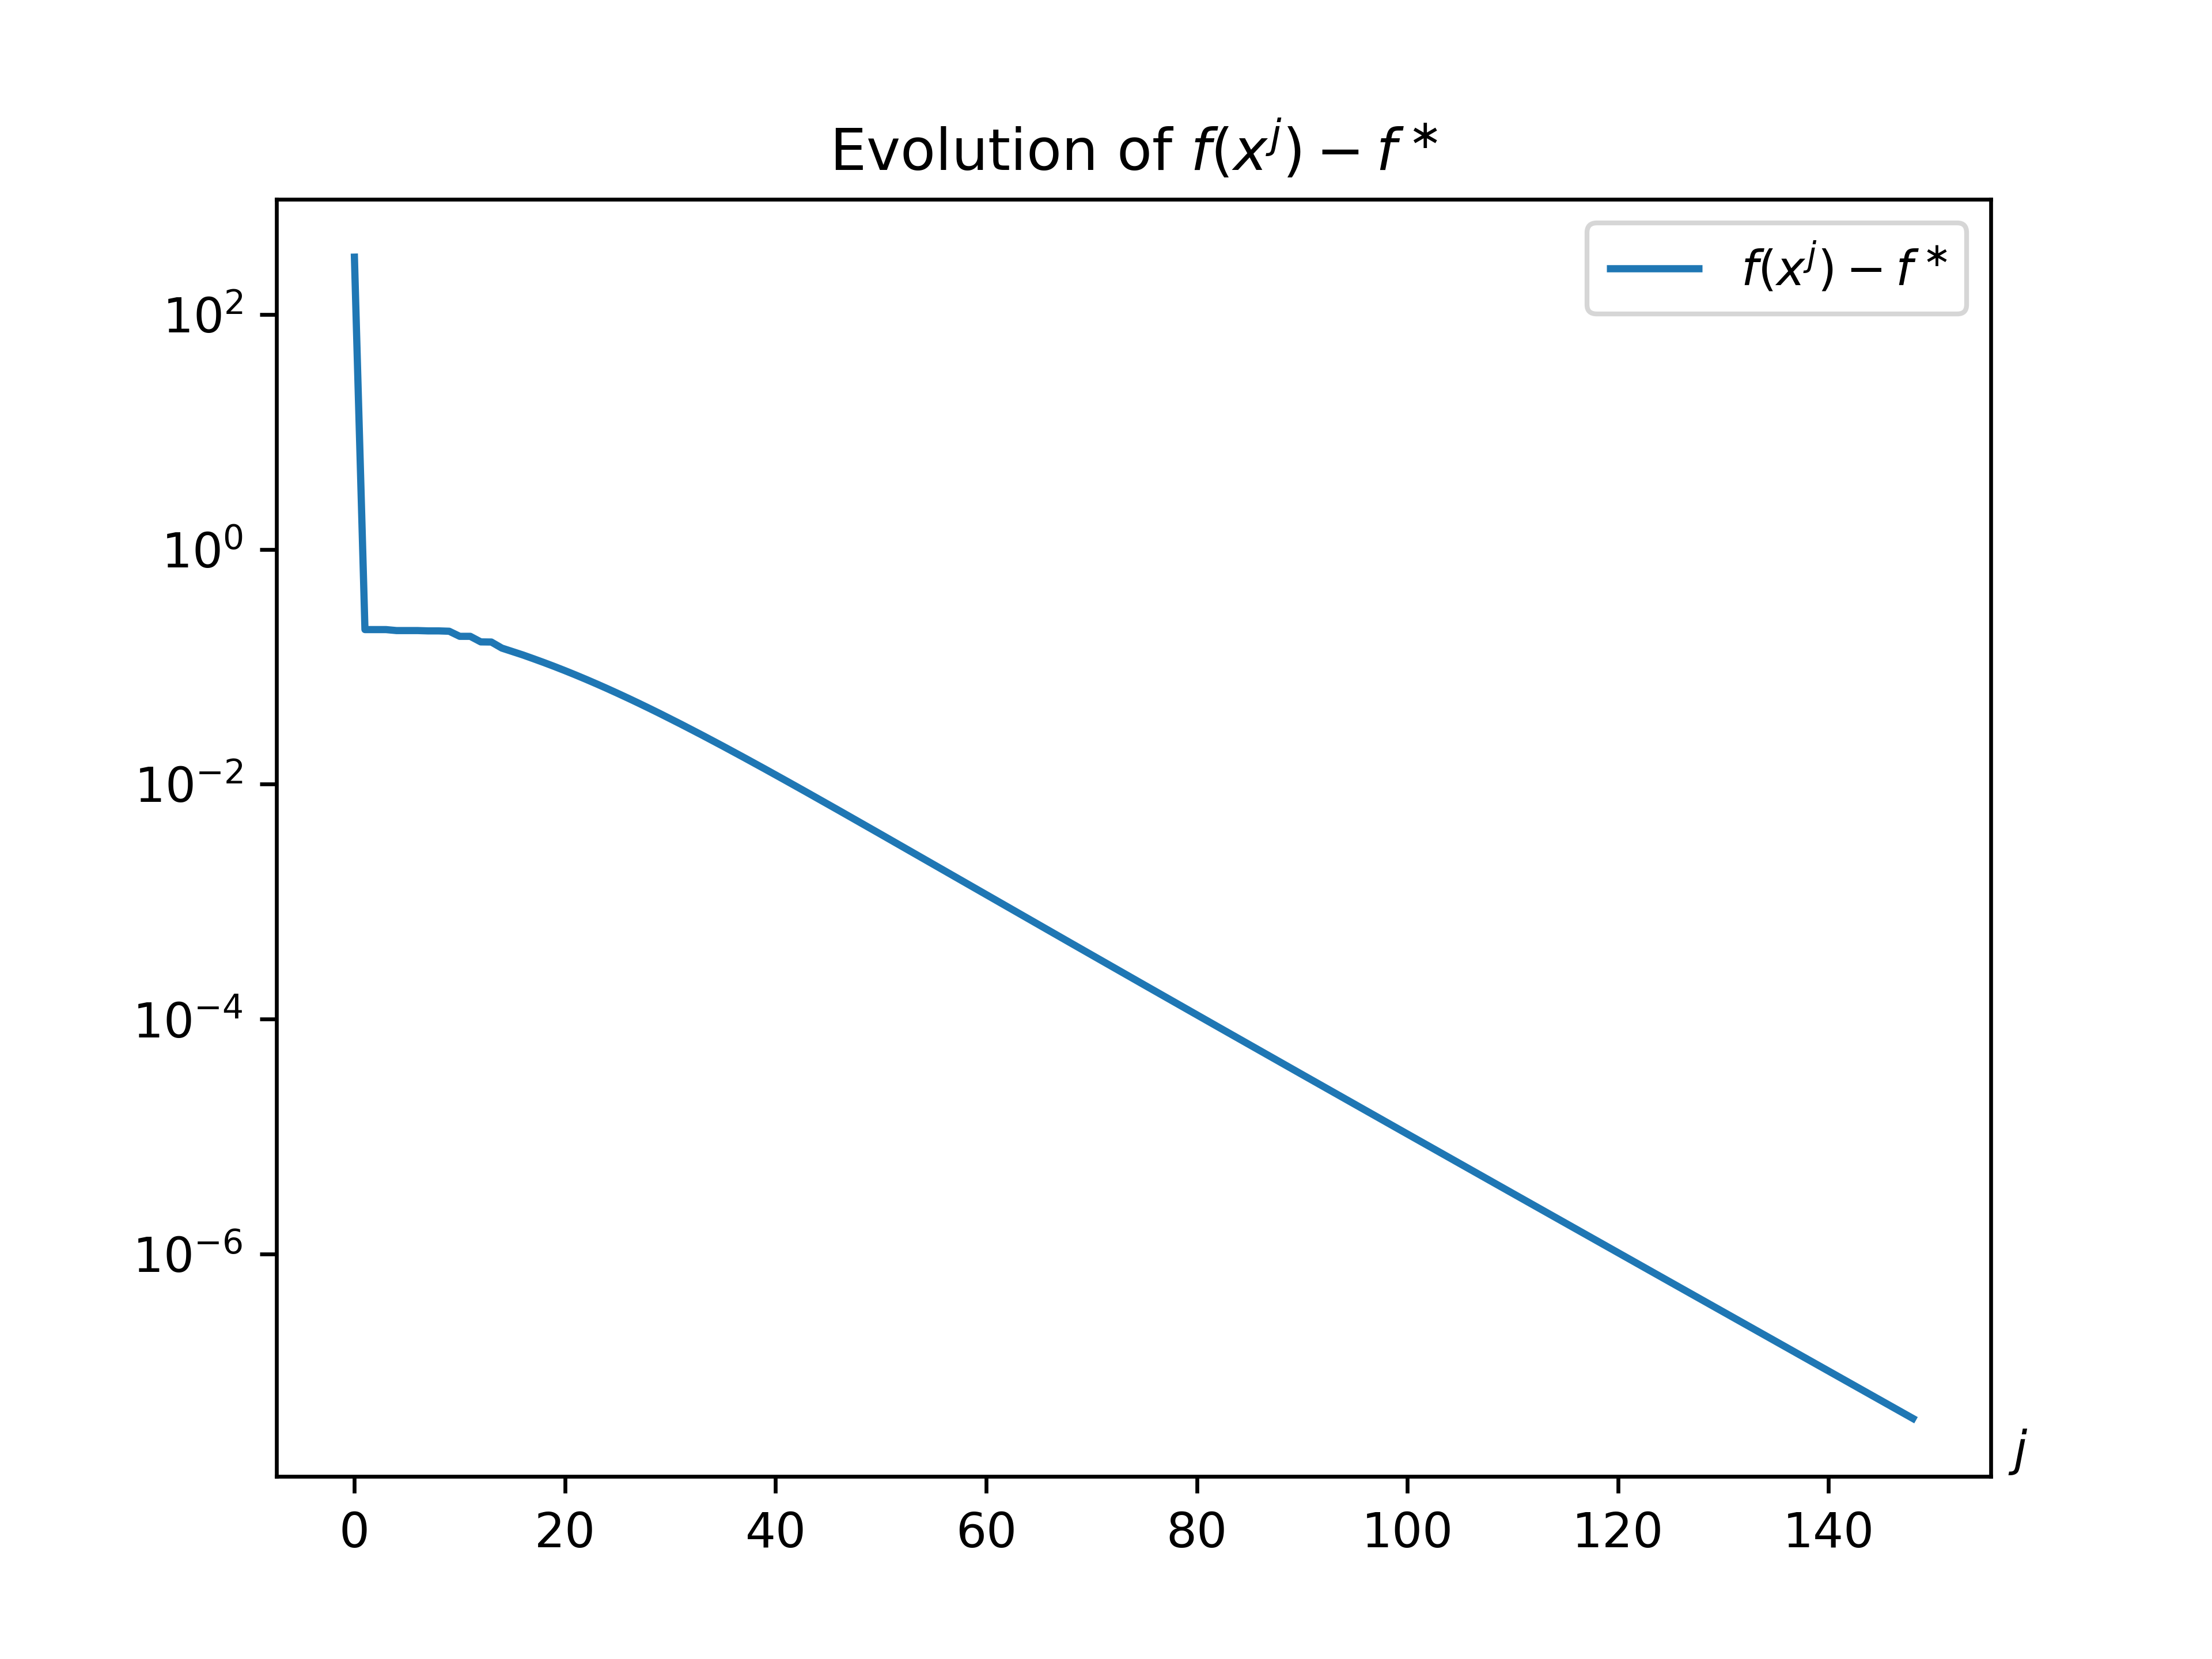 Evolution of $f(x^j) - f^*$
$f(x^j) - f^*$
$10^2$
$10^0$
$10^{-2}$
$10^{-4}$
$10^{-6}$
j
0 20 40 60 80 100 120 140